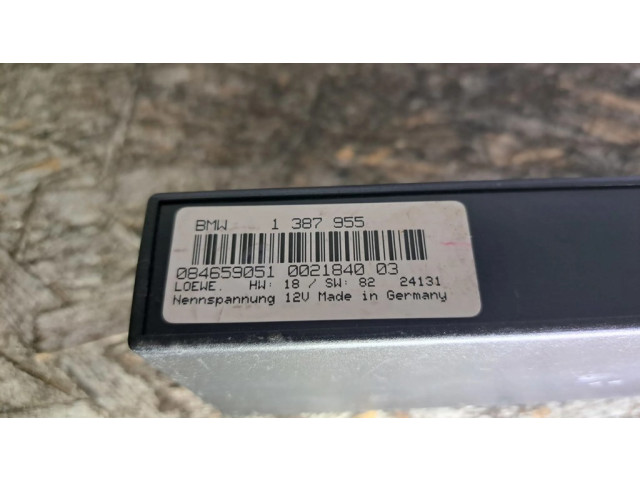 BMW 1 387 955
084659051 0021840 03
LOEWE. HW: 18 / SW: 82 24131
Nennspannung 12V Made in Germany